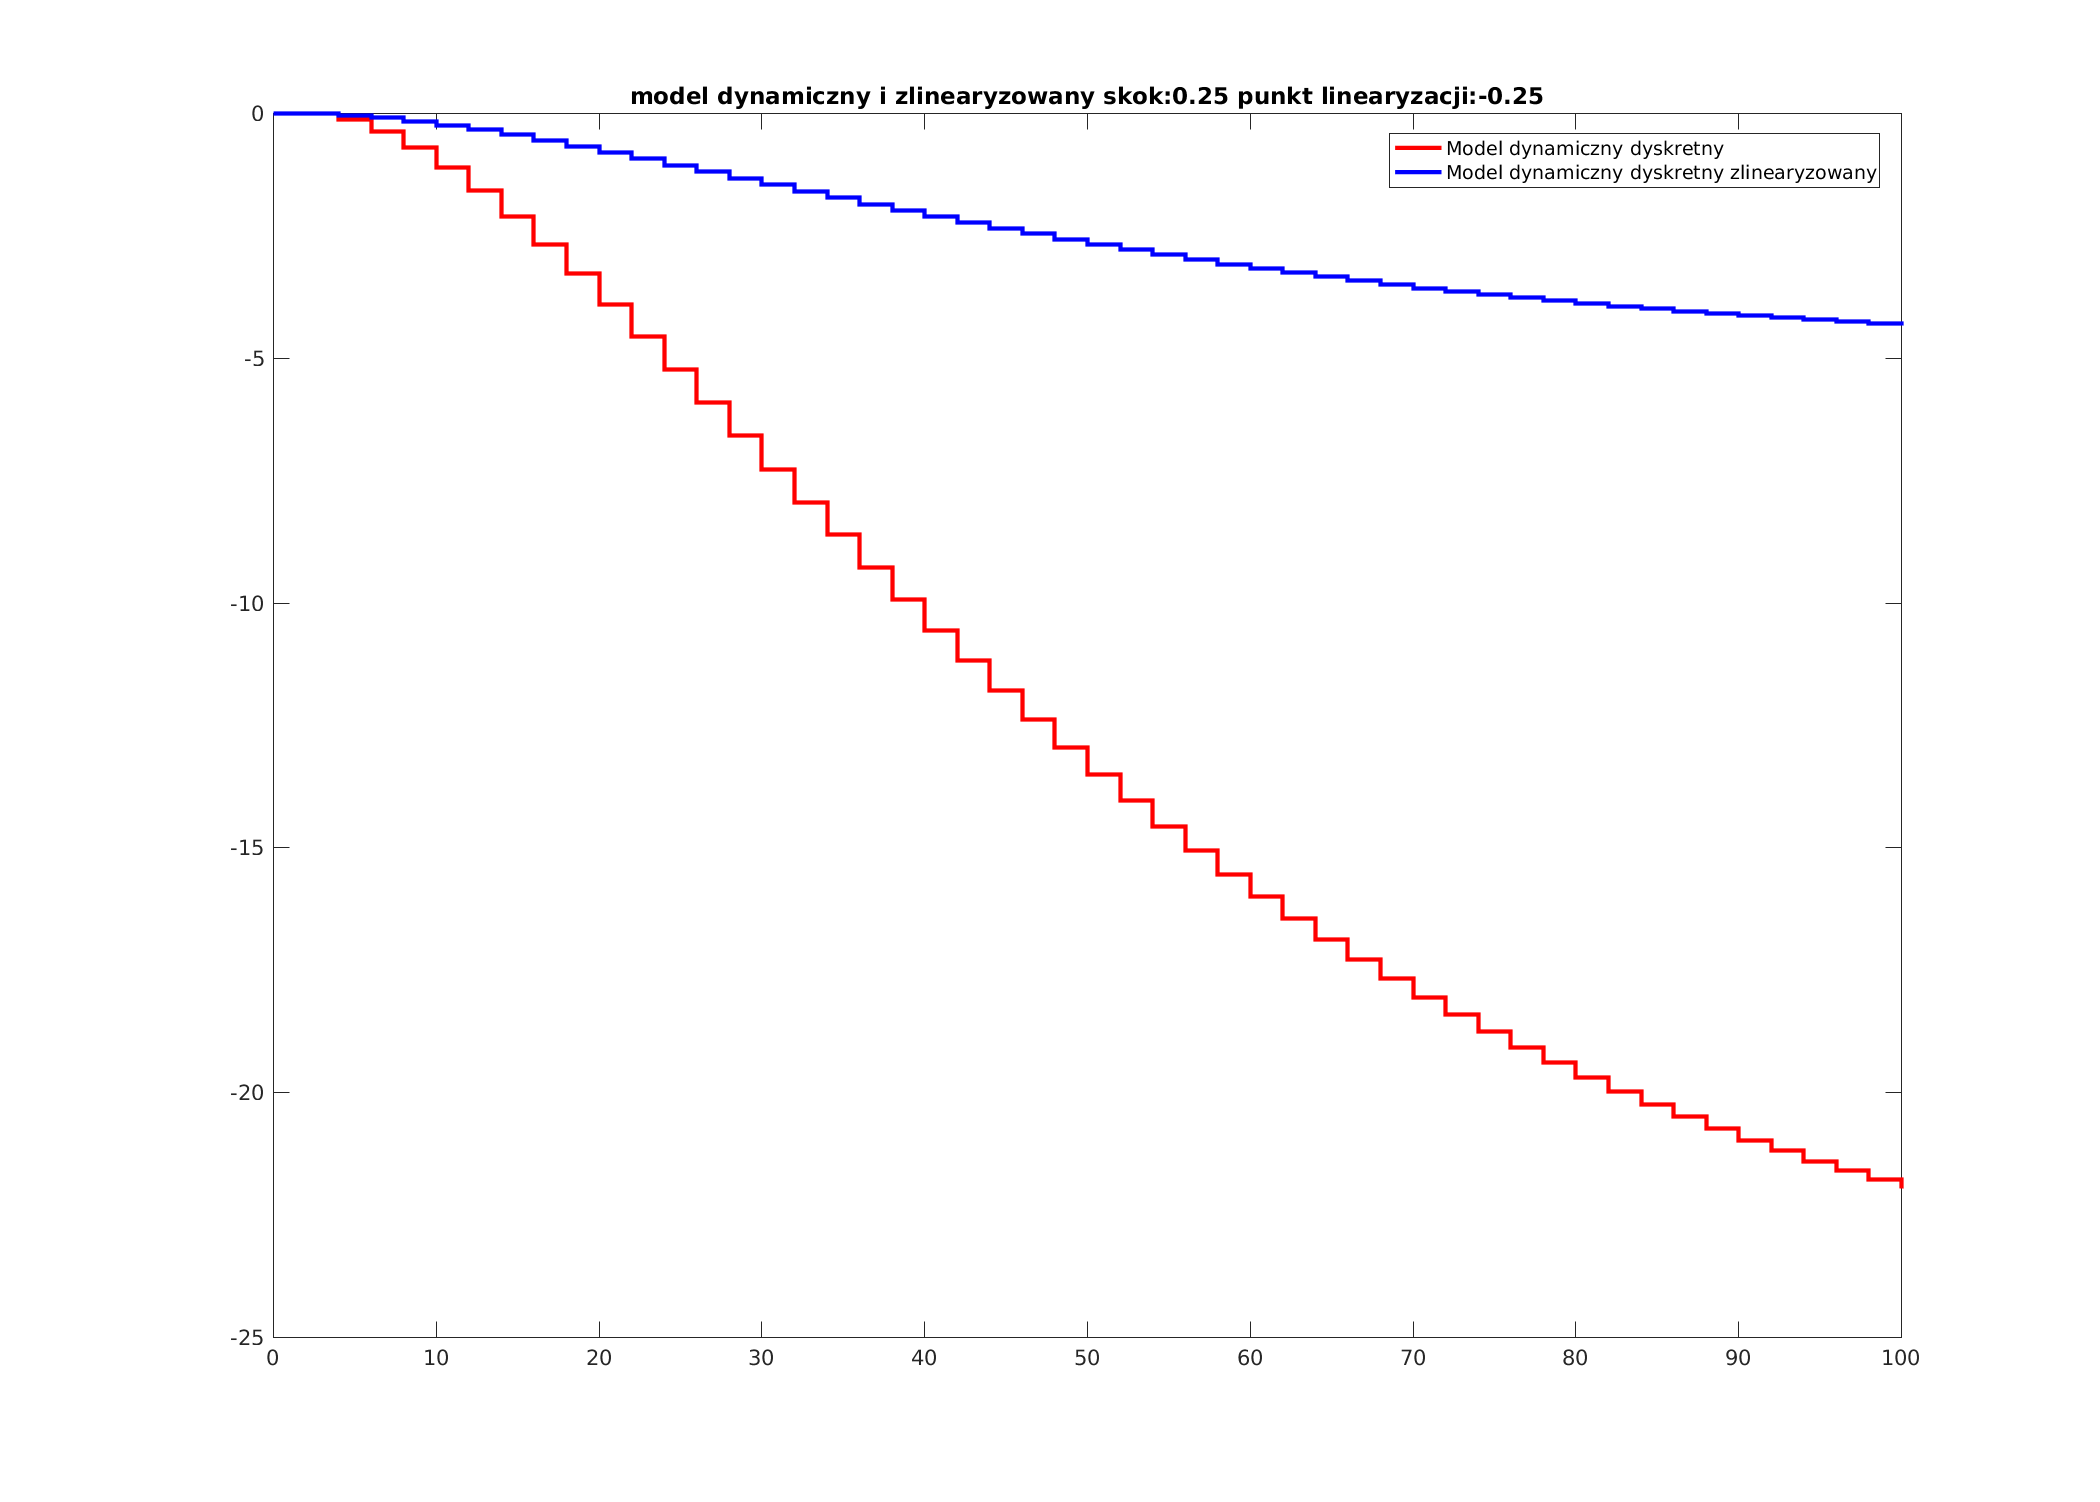 model dynamiczny i zlinearyzowany skok:0.25 punkt linearyzacji:-0.25
Model dynamiczny dyskretny
Model dynamiczny dyskretny zlinearyzowany
0
-5
-10
-15
-20
-25
0 10 20 30 40 50 60 70 80 90 100